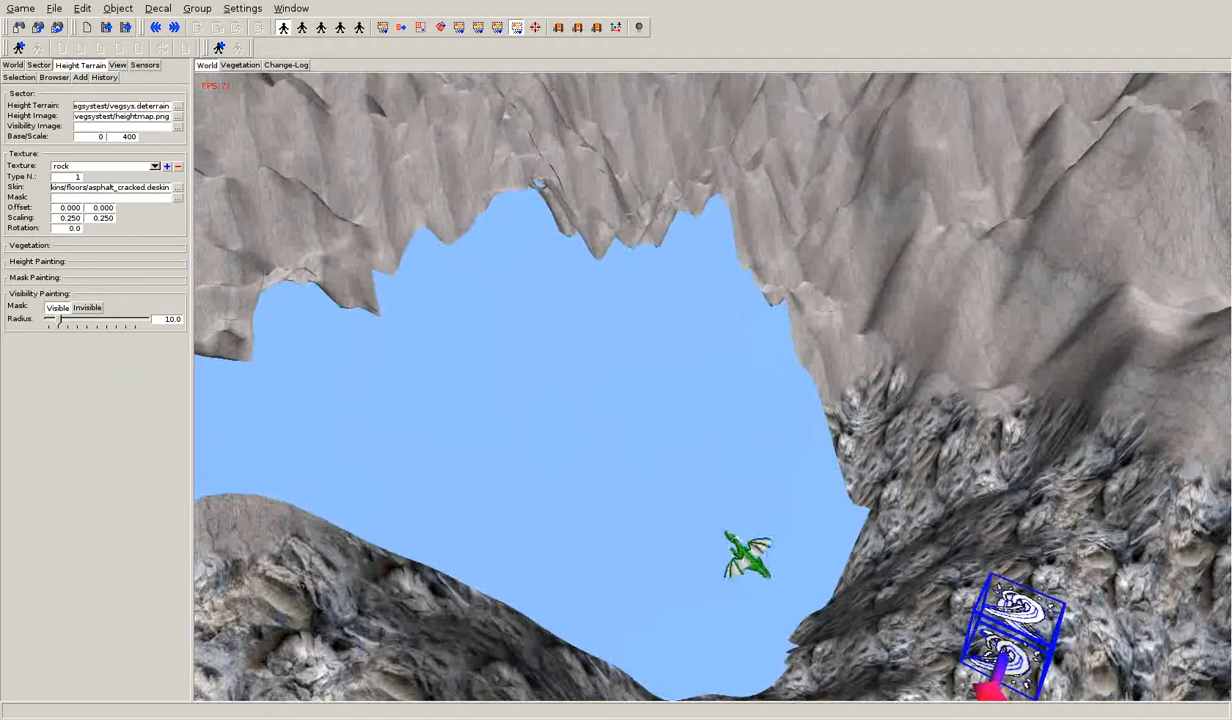 Game File Edit Object Decal Group Settings Window
World Sector Height Terrain View Sensors
Selection Browser Add History
Sector:
Height Terrain: egsystest/vegsys.deterrain ...
Height Image: vegsystest/heightmap.png ...
Visibility Image: ...
Base/Scale: 0 400
Texture:
Texture: rock
Type N.: 1
Skin: kins/floors/asphalt_cracked.deskin ...
Mask: ...
Offset: 0.000 0.000
Scaling: 0.250 0.250
Rotation: 0.0
Vegetation:
Height Painting:
Mask Painting:
Visibility Painting:
Mask: Visible Invisible
Radius: 10.0
World Vegetation Change-Log